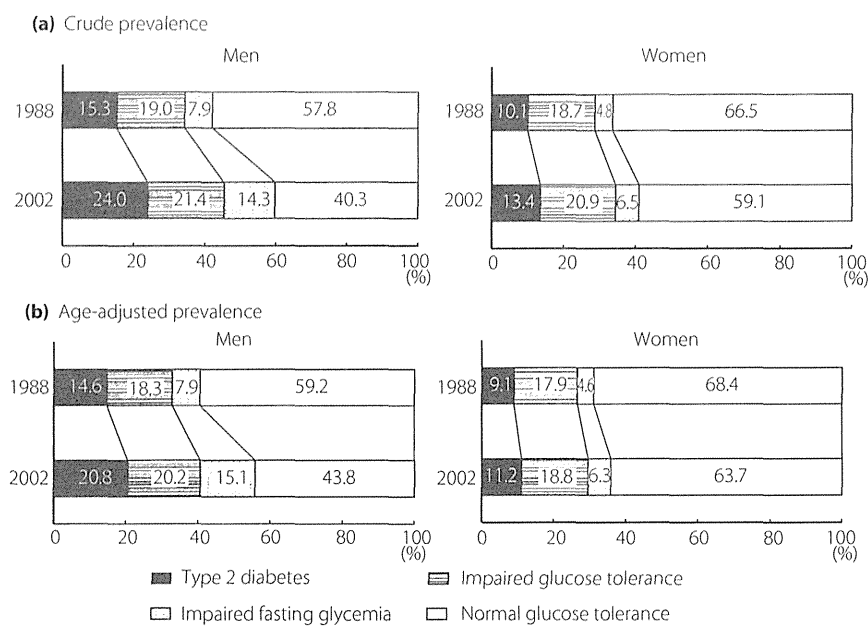 (a) Crude prevalence
Men Women
1988 15.3 19.0 7.9 57.8 1988 10.1 18.7 4.8 66.5
2002 24.0 21.4 14.3 40.3 2002 13.4 20.9 6.5 59.1
0 20 40 60 80 100 0 20 40 60 80 100
(%) (%)
(b) Age-adjusted prevalence
Men Women
1988 14.6 18.3 7.9 59.2 1988 9.1 17.9 4.6 68.4
2002 20.8 20.2 15.1 43.8 2002 11.2 18.8 6.3 63.7
0 20 40 60 80 100 0 20 40 60 80 100
(%) (%)
Type 2 diabetes Impaired glucose tolerance
Impaired fasting glycemia Normal glucose tolerance